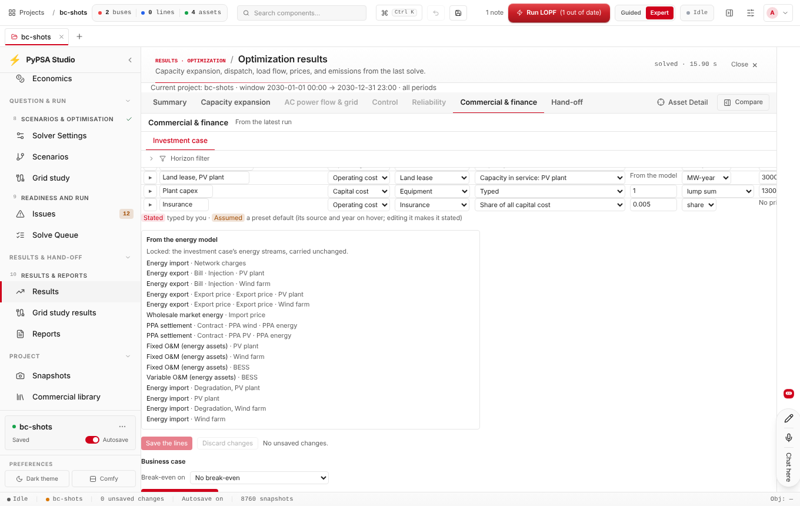 Projects / bc-shots 2 buses 0 lines 4 assets Search components... ⌘ Ctrl K 1 note Run LOPF (1 out of date) Guided Expert Idle A
bc-shots
PyPSA Studio
Economics
QUESTION & RUN
SCENARIOS & OPTIMISATION
Solver Settings
Scenarios
Grid study
READINESS AND RUN
Issues 12
Solve Queue
RESULTS & HAND-OFF
RESULTS & REPORTS
Results
Grid study results
Reports
PROJECT
Snapshots
Commercial library
bc-shots
Saved Autosave
PREFERENCES
Dark theme Comfy
RESULTS · OPTIMIZATION / Optimization results
Capacity expansion, dispatch, load flow, prices, and emissions from the last solve.
solved · 15.90 s Close
Current project: bc-shots · window 2030-01-01 00:00 → 2030-12-31 23:00 · all periods
Summary Capacity expansion AC power flow & grid Control Reliability Commercial & finance Hand-off Asset Detail Compare
Commercial & finance From the latest run
Investment case
Horizon filter
Land lease, PV plant Operating cost Land lease Capacity in service: PV plant From the model MW-year 3000
Plant capex Capital cost Equipment Typed 1 lump sum 1300
Insurance Operating cost Insurance Share of all capital cost 0.005 share No pri
Stated typed by you · Assumed a preset default (its source and year on hover; editing it makes it stated)
From the energy model
Locked: the investment case's energy streams, carried unchanged.
Energy import · Network charges
Energy export · Bill · Injection · PV plant
Energy export · Bill · Injection · Wind farm
Energy export · Export price · Export price · PV plant
Energy export · Export price · Export price · Wind farm
Wholesale market energy · Import price
PPA settlement · Contract · PPA wind · PPA energy
PPA settlement · Contract · PPA PV · PPA energy
Fixed O&M (energy assets) · PV plant
Fixed O&M (energy assets) · Wind farm
Fixed O&M (energy assets) · BESS
Variable O&M (energy assets) · BESS
Energy import · Degradation, PV plant
Energy import · PV plant
Energy import · Degradation, Wind farm
Energy import · Wind farm
Save the lines Discard changes No unsaved changes.
Business case
Break-even on No break-even
Chat here
Idle bc-shots 0 unsaved changes Autosave on 8760 snapshots Obj: —